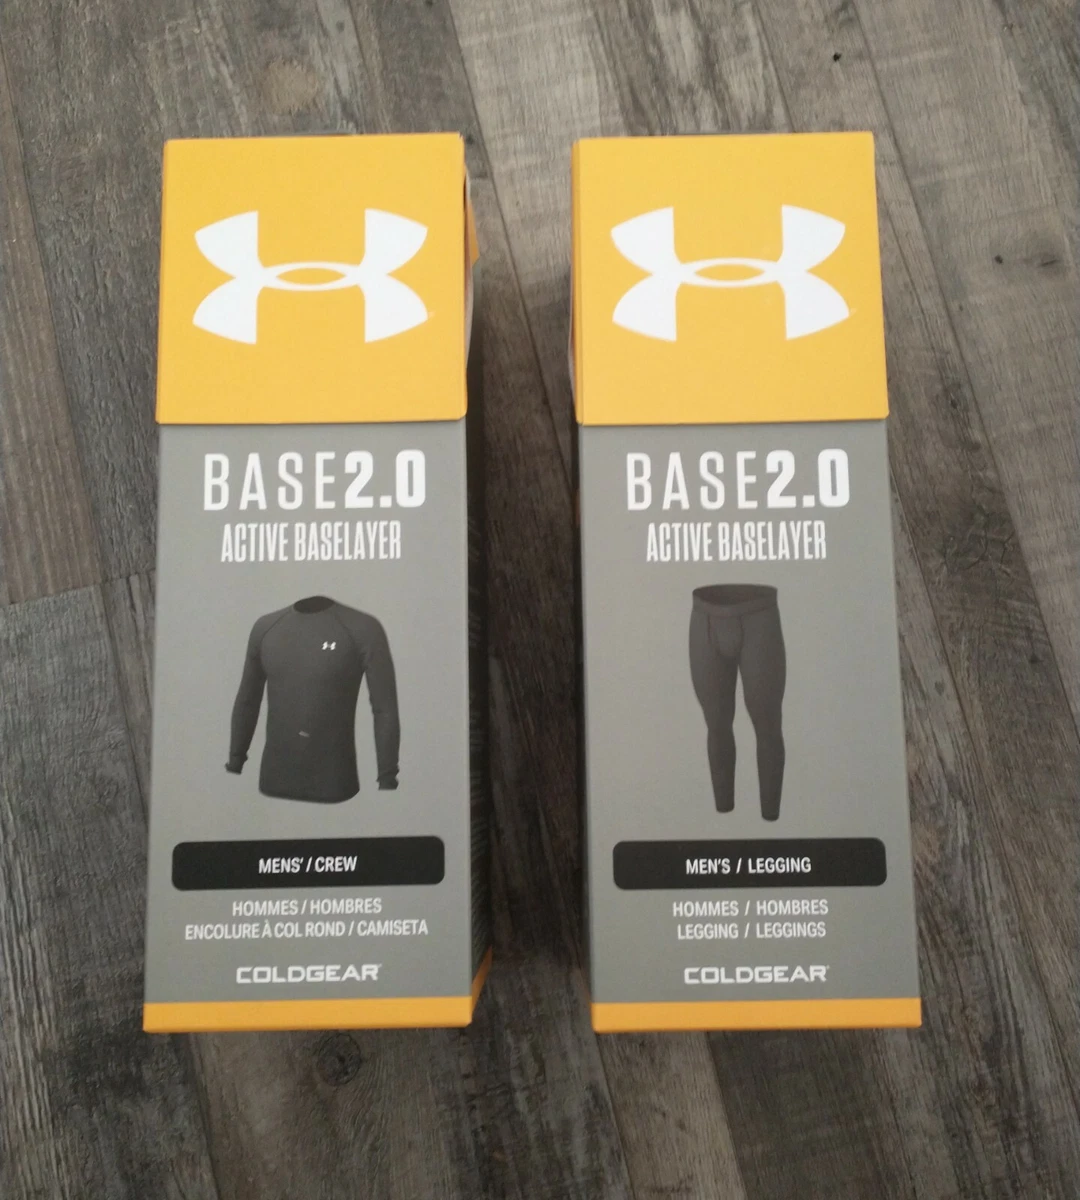 BASE2.0
ACTIVE BASELAYER
MENS' / CREW
HOMMES / HOMBRES
ENCOLURE À COL ROND / CAMISETA
COLDGEAR
BASE2.0
ACTIVE BASELAYER
MEN'S / LEGGING
HOMMES / HOMBRES
LEGGING / LEGGINGS
COLDGEAR